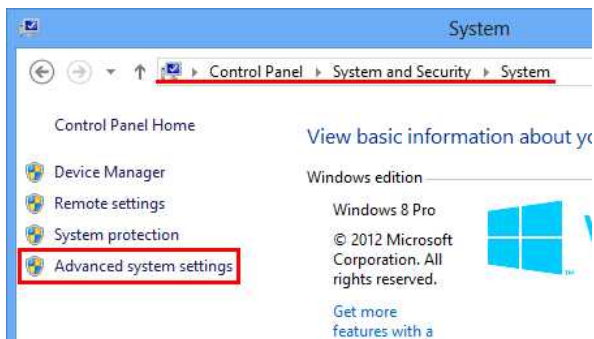 System
Control Panel System and Security System
Control Panel Home
Device Manager
Remote settings
System protection
Advanced system settings
View basic information about
Windows edition
Windows 8 Pro
© 2012 Microsoft
Corporation. All
rights reserved.
Get more
features with a